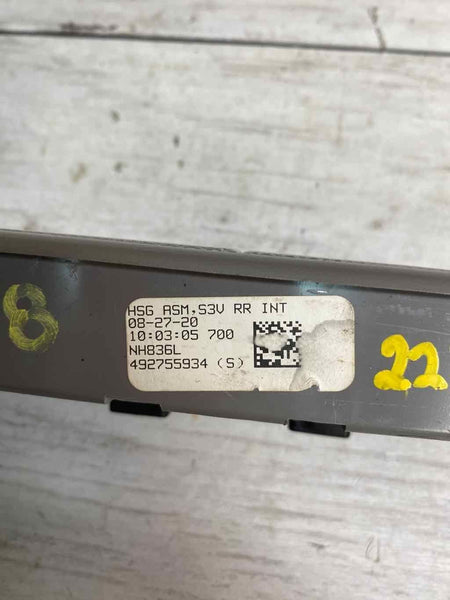 HSG ASM,S3V RR INT
08-27-20
10:03:05 700
NH836L
492755934 (S)
8
22